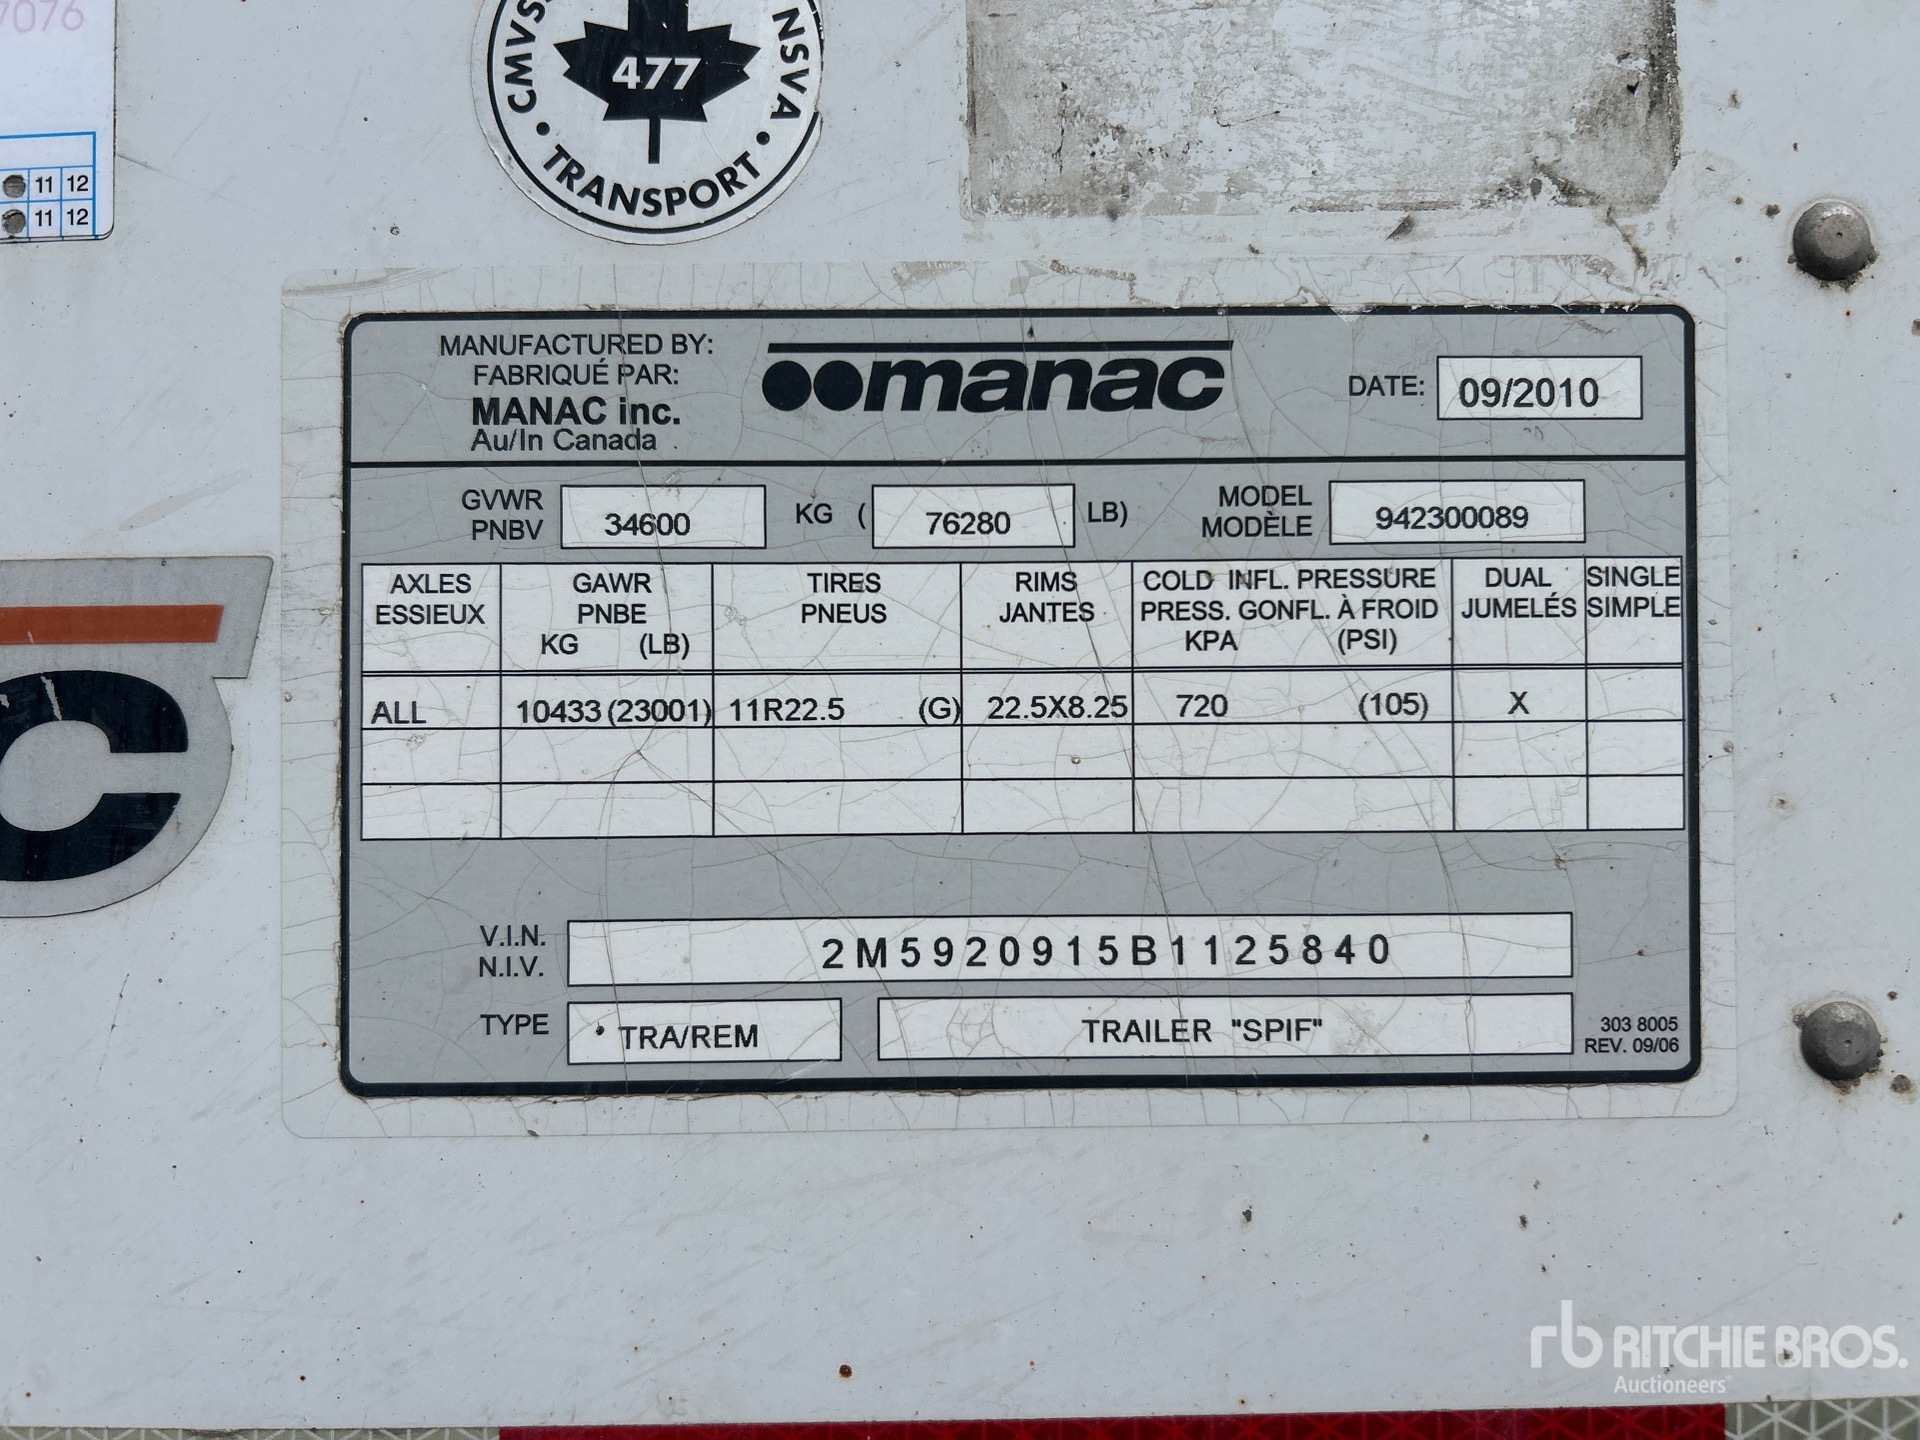 7076
11 12
11 12
CMVSS
NSVAC
477
TRANSPORT
MANUFACTURED BY:
FABRIQUÉ PAR:
MANAC inc.
Au/In Canada
manac
DATE: 09/2010
GVWR
PNBV
34600 KG ( 76280 LB)
MODEL
MODÈLE
942300089
AXLES
ESSIEUX
GAWR
PNBE
KG (LB)
TIRES
PNEUS
RIMS
JANTES
COLD INFL. PRESSURE
PRESS. GONFL. À FROID
KPA (PSI)
DUAL
JUMELÉS
SINGLE
SIMPLE
ALL 10433 (23001) 11R22.5 (G) 22.5X8.25 720 (105) X
V.I.N.
N.I.V.
2M5920915B1125840
TYPE TRA/REM TRAILER "SPIF"
303 8005
REV. 09/06
C
rb RITCHIE BROS.
Auctioneers